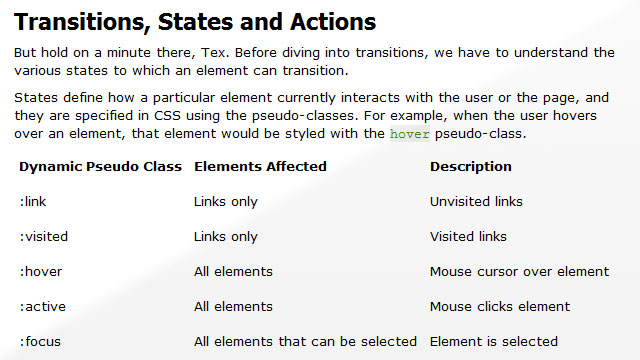 Transitions, States and Actions
But hold on a minute there, Tex. Before diving into transitions, we have to understand the
various states to which an element can transition.
States define how a particular element currently interacts with the user or the page, and
they are specified in CSS using the pseudo-classes. For example, when the user hovers
over an element, that element would be styled with the hover pseudo-class.
Dynamic Pseudo Class Elements Affected Description
:link Links only Unvisited links
:visited Links only Visited links
:hover All elements Mouse cursor over element
:active All elements Mouse clicks element
:focus All elements that can be selected Element is selected